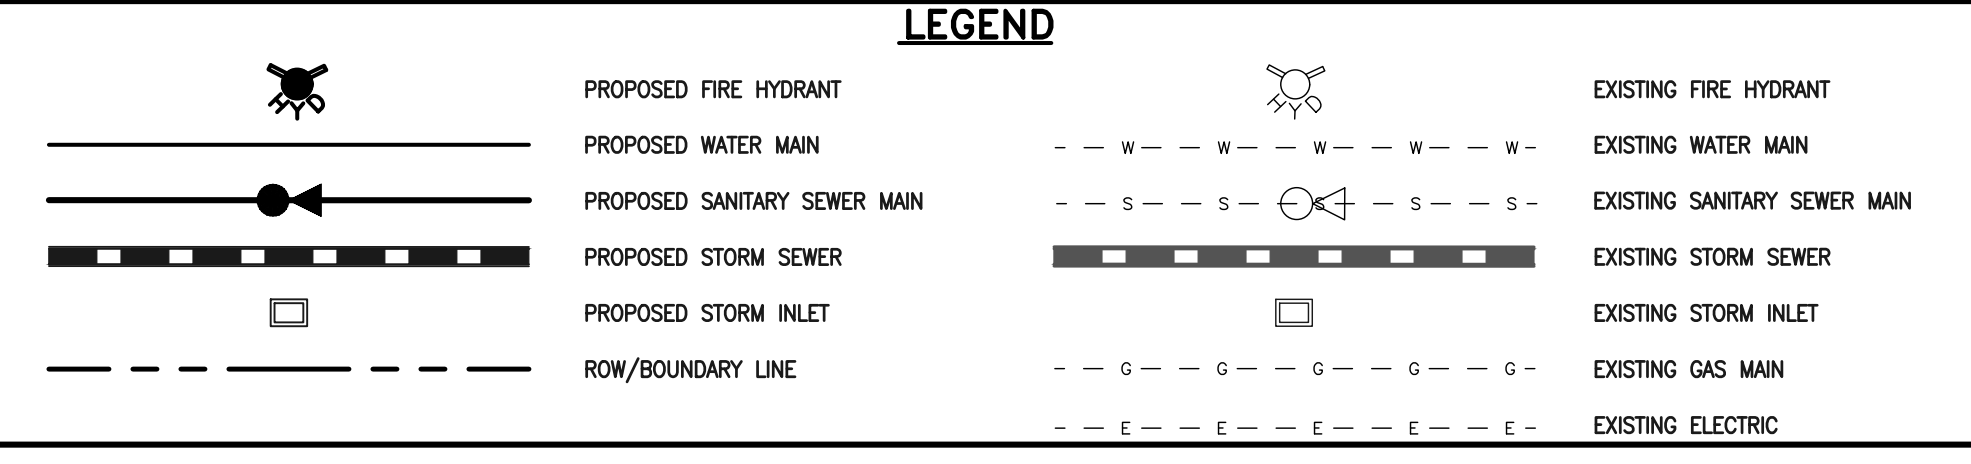 LEGEND
HYD PROPOSED FIRE HYDRANT
PROPOSED WATER MAIN
PROPOSED SANITARY SEWER MAIN
PROPOSED STORM SEWER
PROPOSED STORM INLET
ROW/BOUNDARY LINE
HYD EXISTING FIRE HYDRANT
W W W W W EXISTING WATER MAIN
S S S S S EXISTING SANITARY SEWER MAIN
EXISTING STORM SEWER
EXISTING STORM INLET
G G G G G EXISTING GAS MAIN
E E E E E EXISTING ELECTRIC